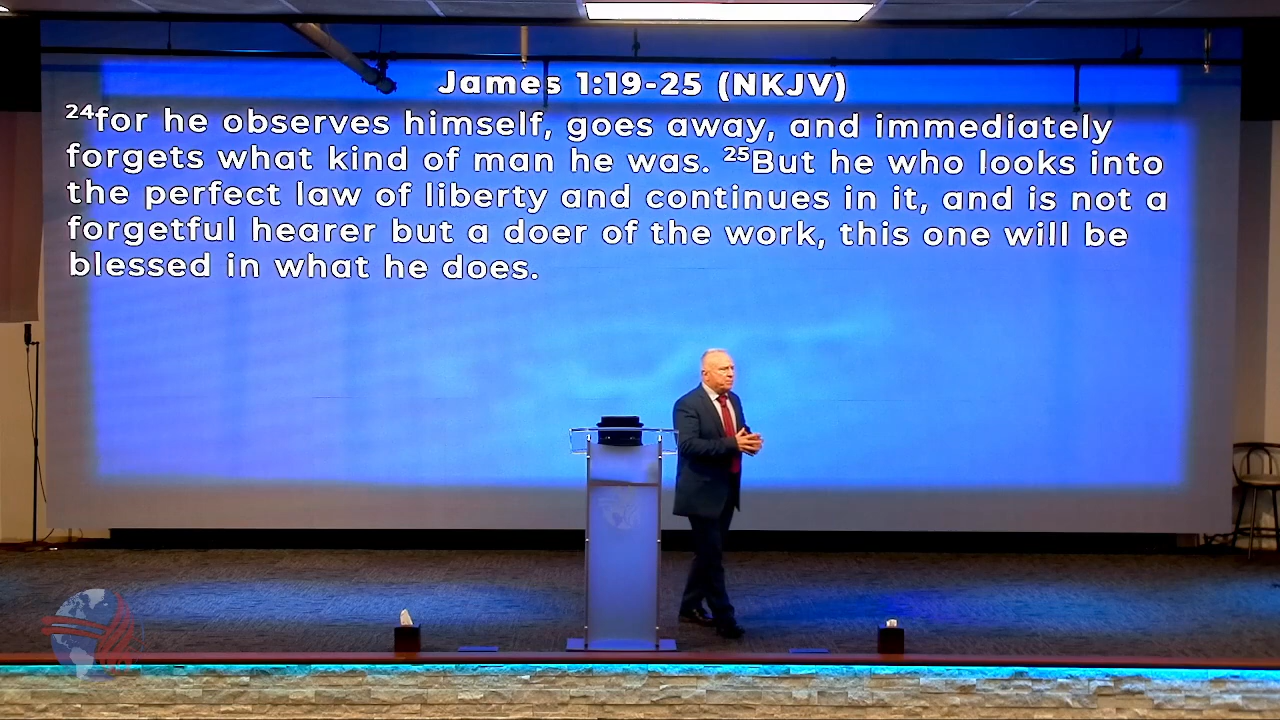 James 1:19-25 (NKJV)
²⁴for he observes himself, goes away, and immediately
forgets what kind of man he was. ²⁵But he who looks into
the perfect law of liberty and continues in it, and is not a
forgetful hearer but a doer of the work, this one will be
blessed in what he does.